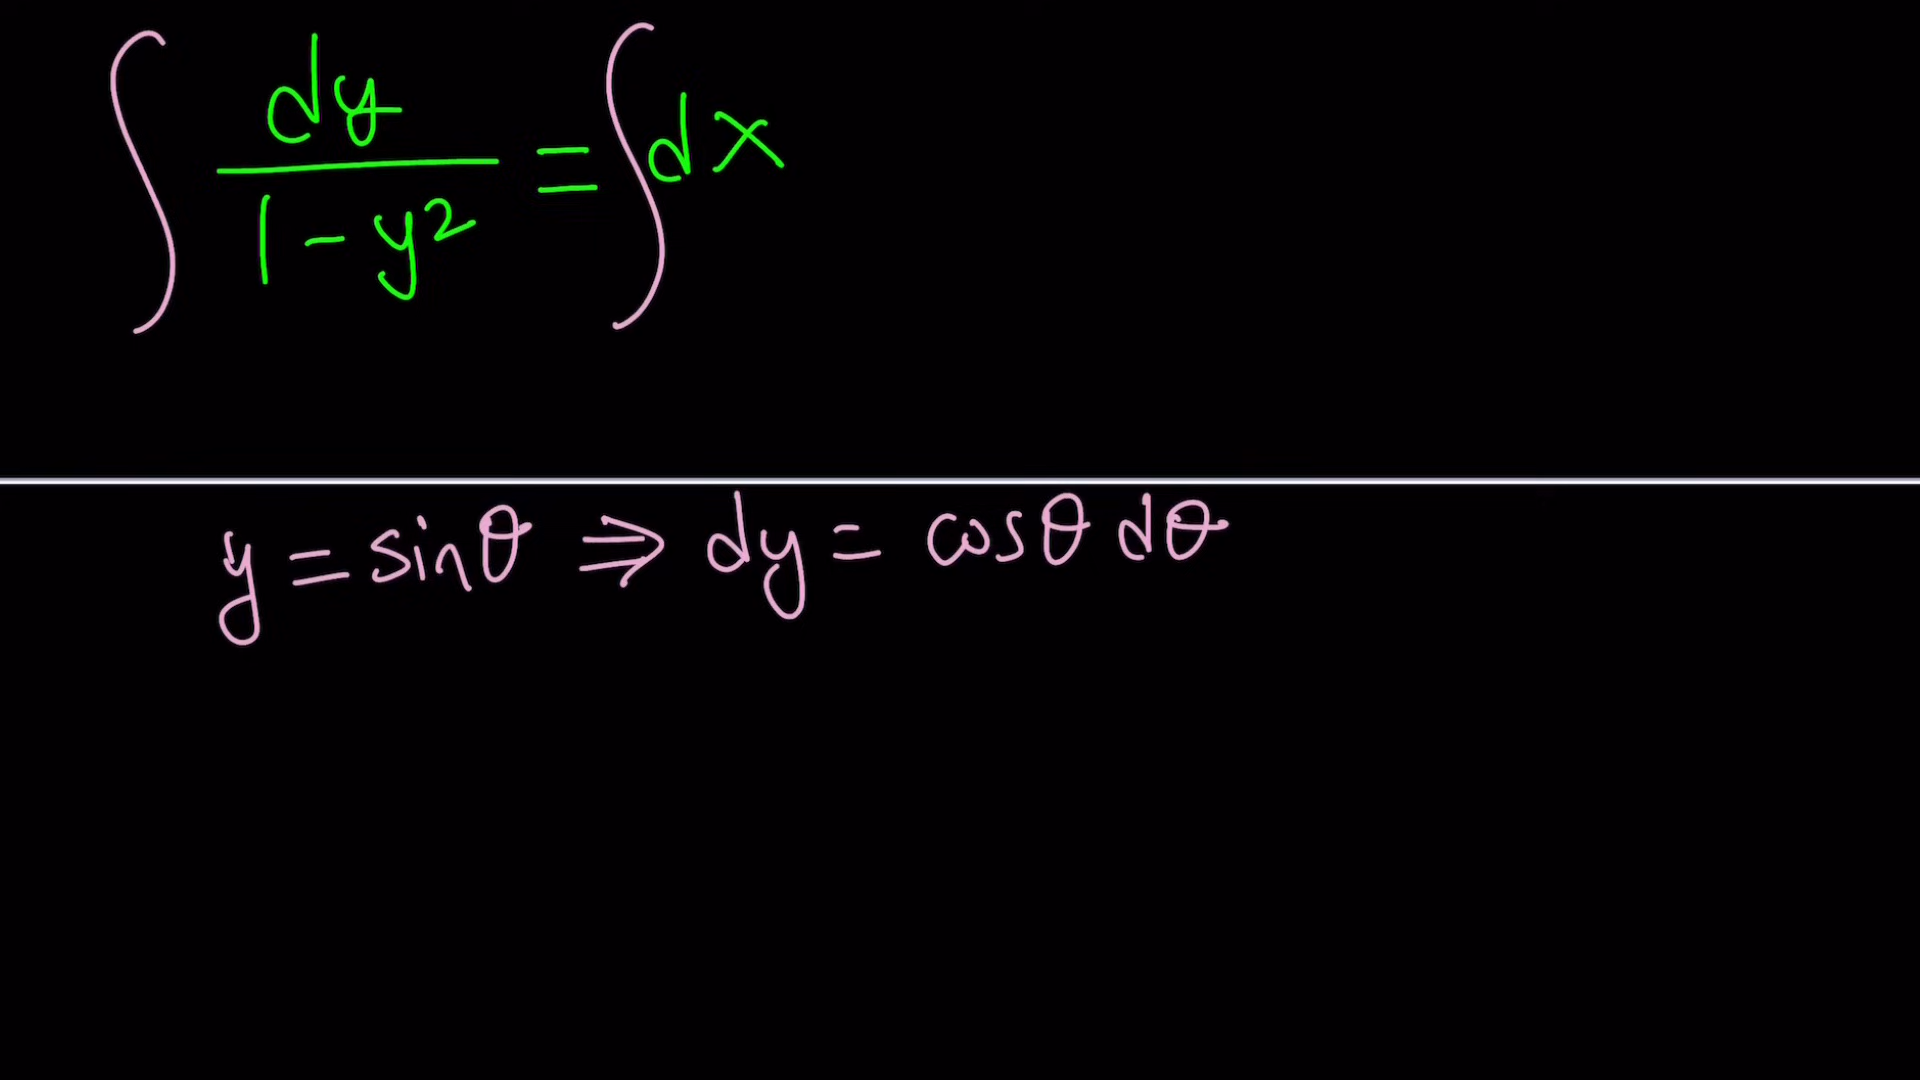 ∫ dy / (1 - y²) = ∫ dx
y = sinθ ⇒ dy = cosθ dθ